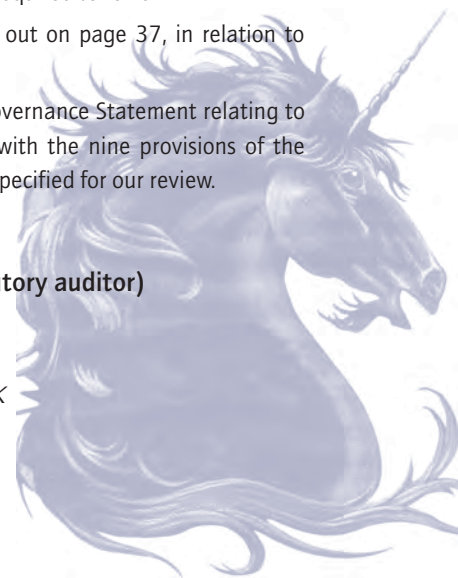 out on page 37, in relation to
overnance Statement relating to
with the nine provisions of the
pecified for our review.
utory auditor)
K